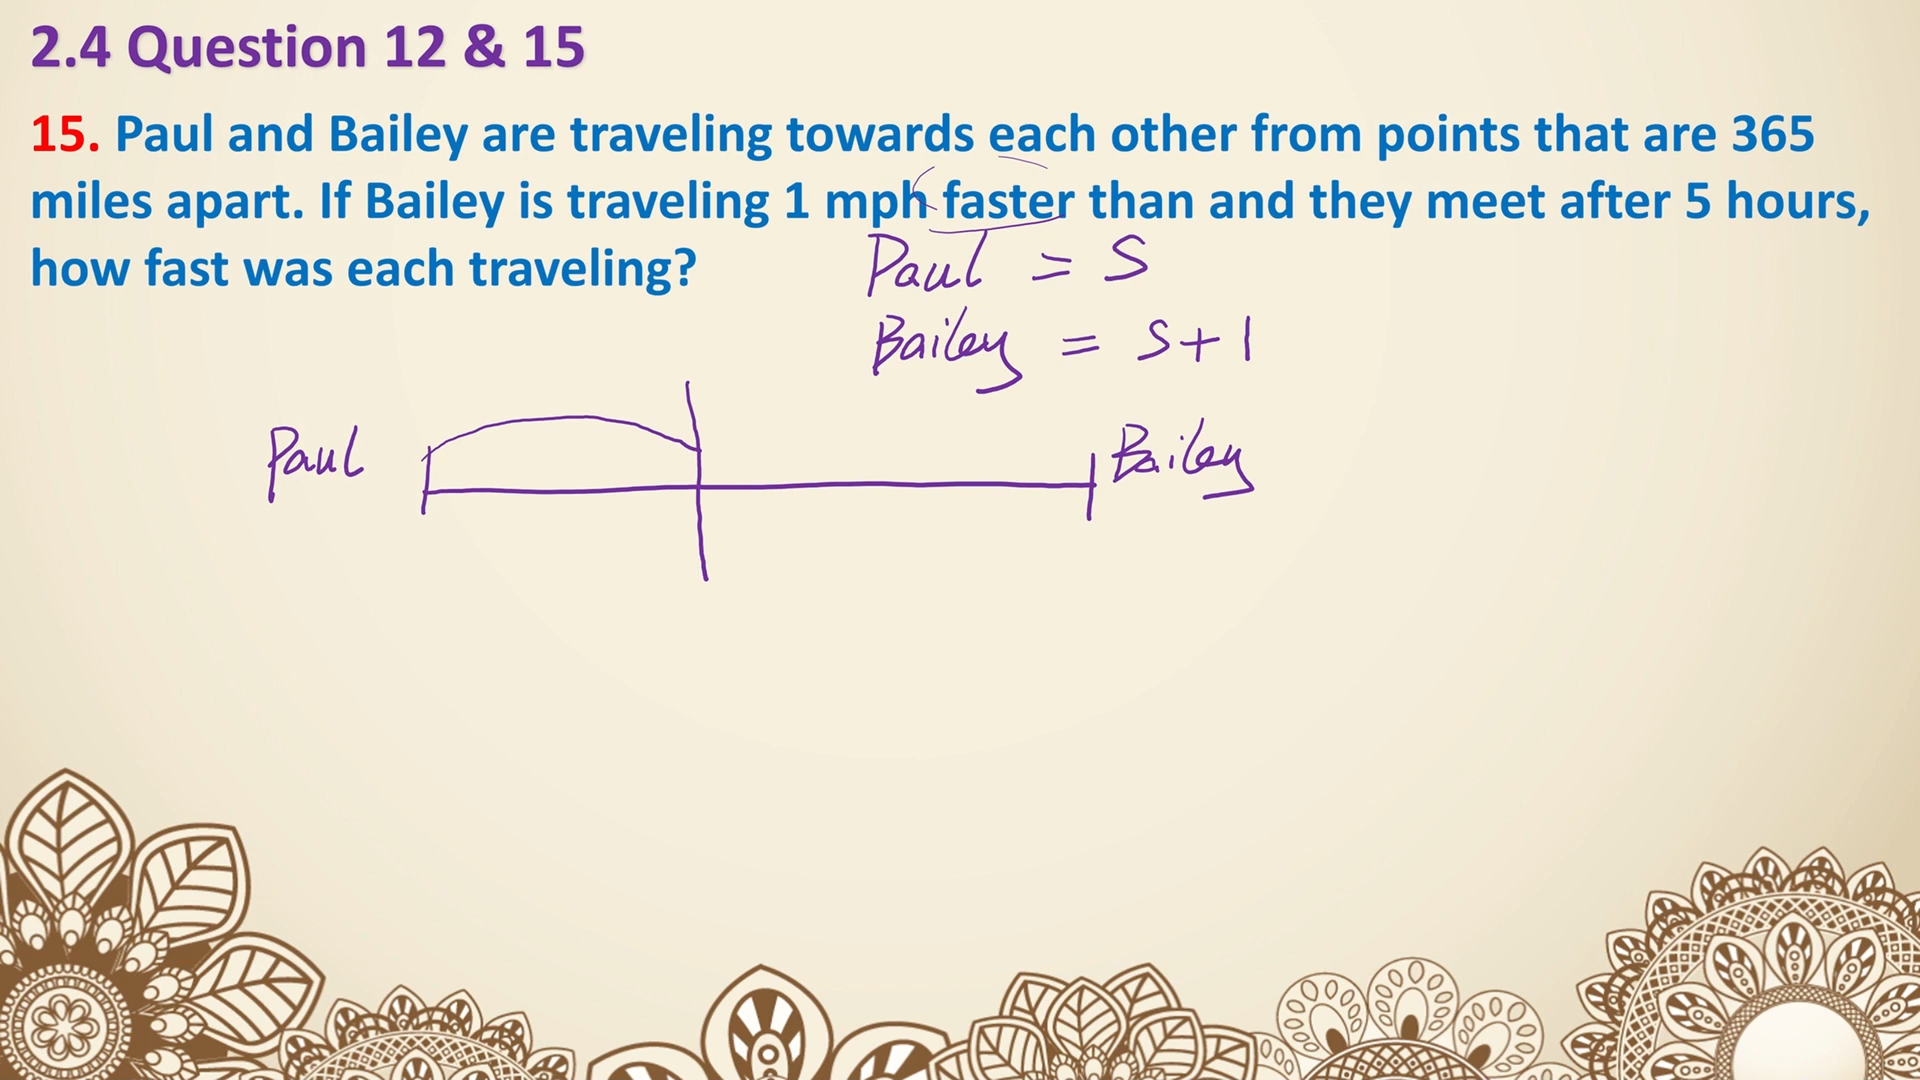 2.4 Question 12 & 15
15. Paul and Bailey are traveling towards each other from points that are 365
miles apart. If Bailey is traveling 1 mph faster than and they meet after 5 hours,
how fast was each traveling?
Paul = S
Bailey = S+1
Paul Bailey